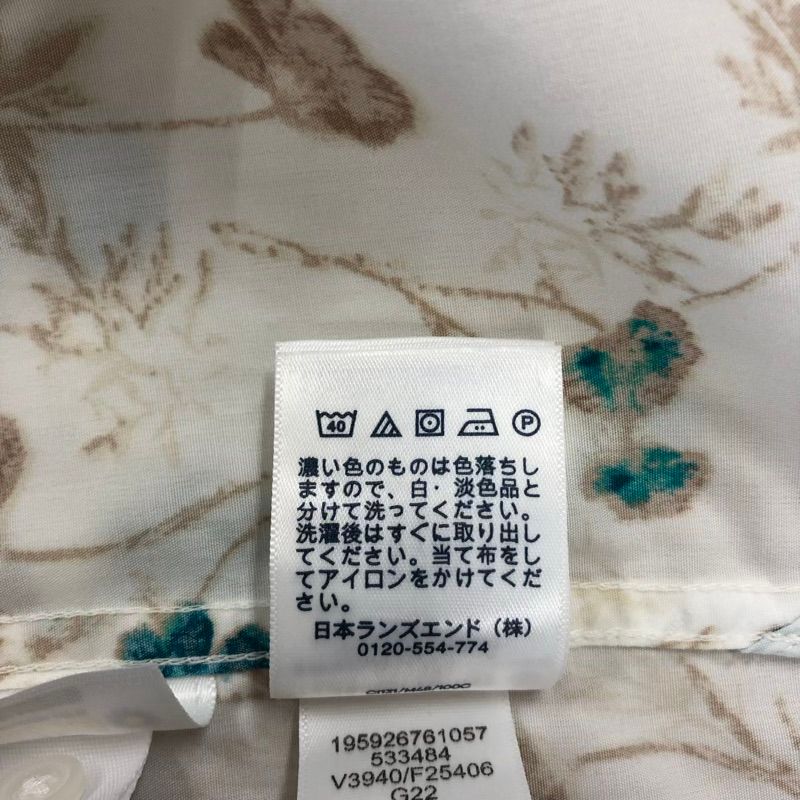 40 P
濃い色のものは色落ちし
ますので、白・淡色品と
分けて洗ってください。
洗濯後はすぐに取り出し
てください。当て布をし
てアイロンをかけてくだ
さい。
日本ランズエンド（株）
0120-554-774
195926761057
533484
V3940/F25406
G22